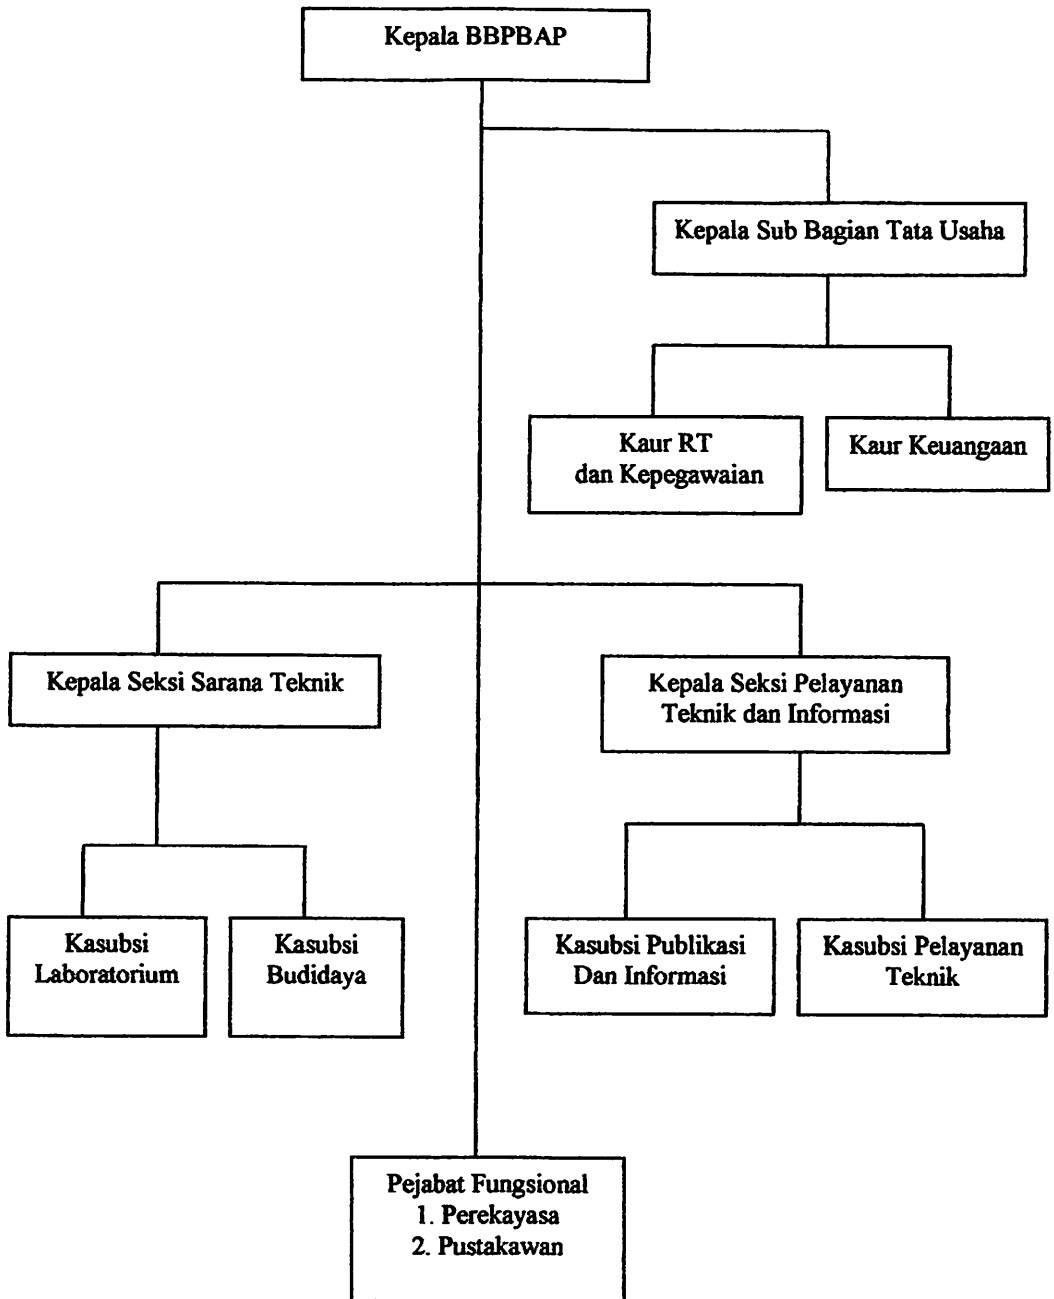 Kepala BBPBAP
Kepala Sub Bagian Tata Usaha
Kaur RT
dan Kepegawaian
Kaur Keuangaan
Kepala Seksi Sarana Teknik
Kepala Seksi Pelayanan
Teknik dan Informasi
Kasubsi
Laboratorium
Kasubsi
Budidaya
Kasubsi Publikasi
Dan Informasi
Kasubsi Pelayanan
Teknik
Pejabat Fungsional
1. Perekayasa
2. Pustakawan